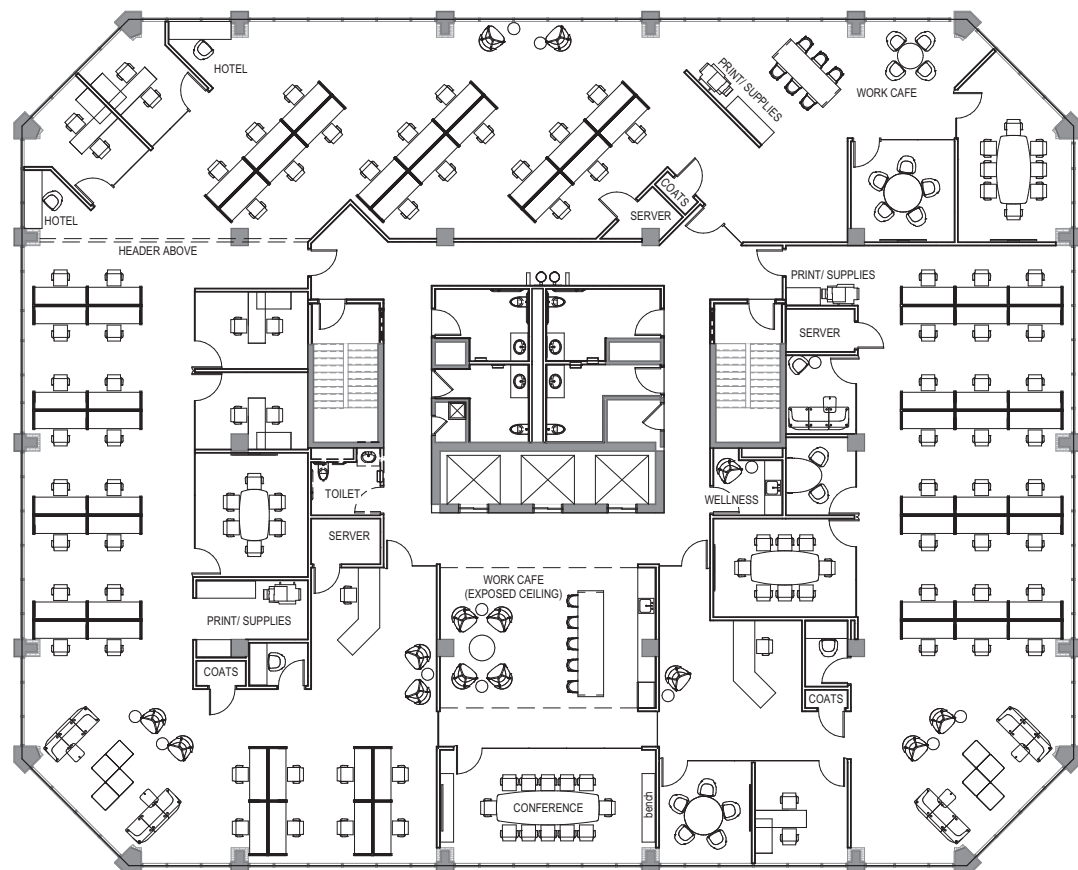 HOTEL
PRINT/ SUPPLIES
WORK CAFE
COATS
SERVER
HOTEL
HEADER ABOVE
PRINT/ SUPPLIES
SERVER
TOILET
WELLNESS
SERVER
WORK CAFE
(EXPOSED CEILING)
PRINT/ SUPPLIES
COATS
COATS
CONFERENCE
bench